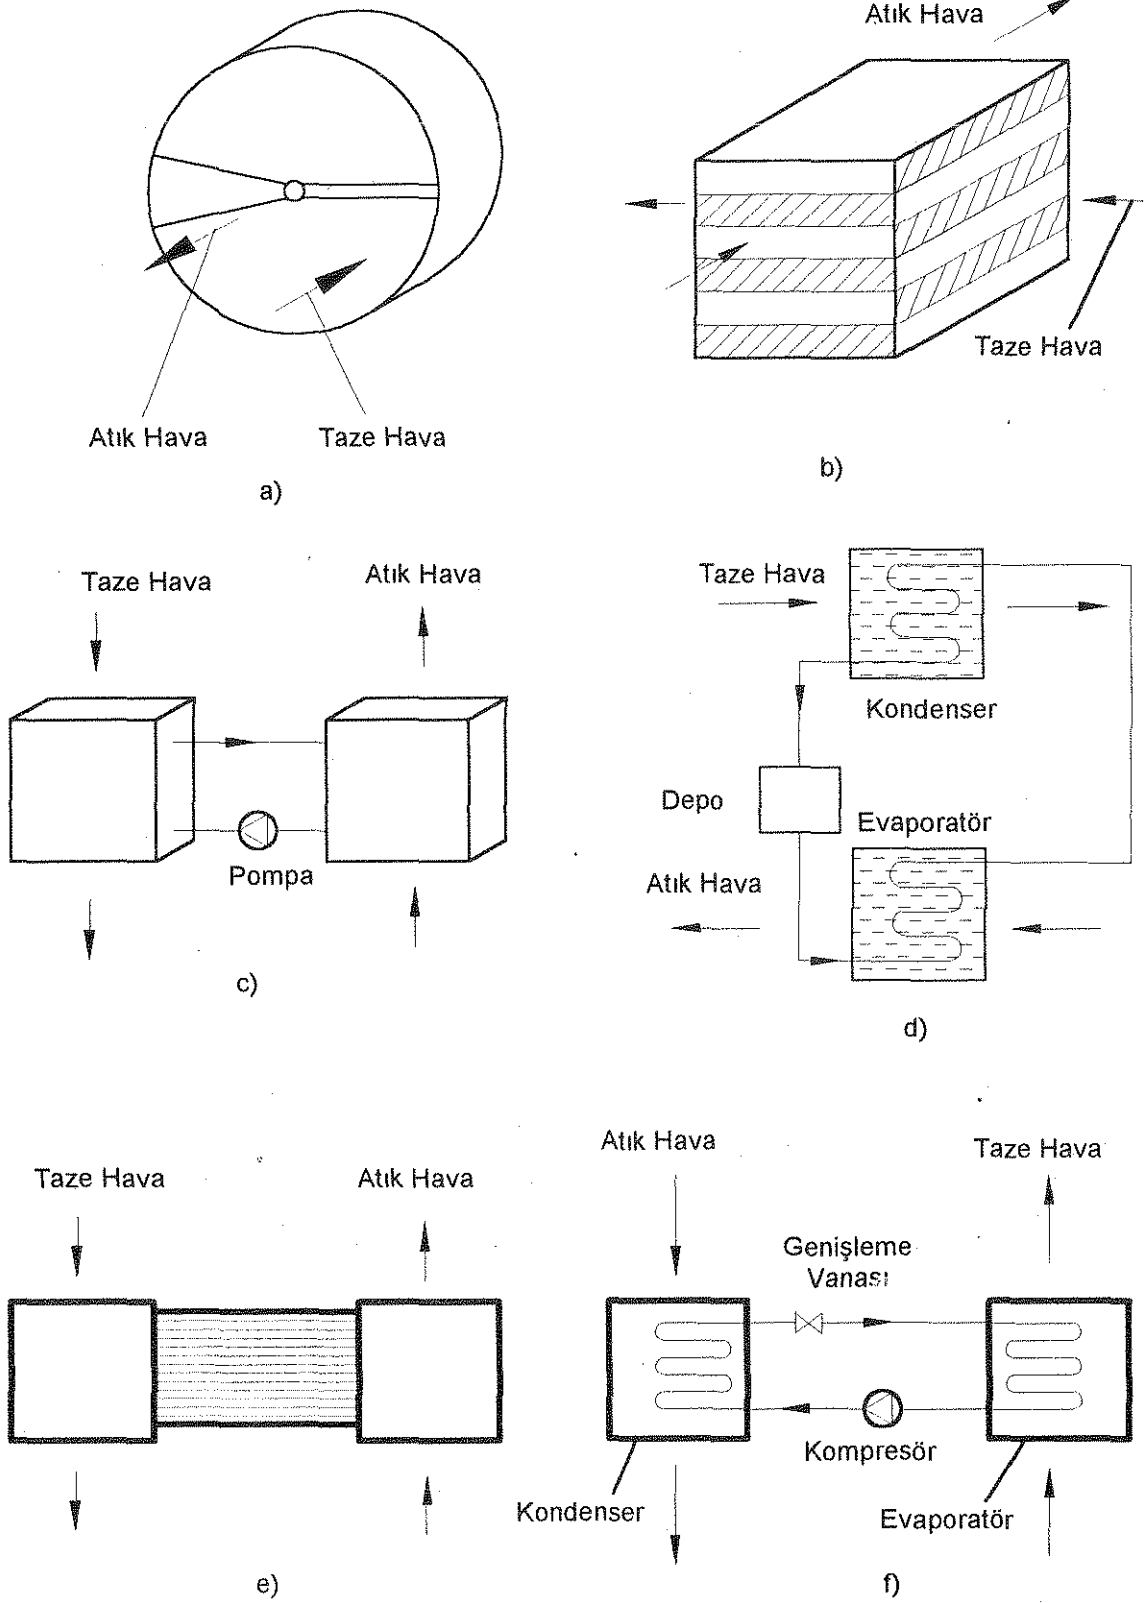 Atık Hava
Taze Hava
Atık Hava
Taze Hava
b)
a)
Taze Hava
Atık Hava
Taze Hava
Kondenser
Depo
Evaporatör
Pompa
Atık Hava
c)
d)
Atık Hava
Taze Hava
Taze Hava
Atık Hava
Genişleme
Vanası
Kompresör
Kondenser
Evaporatör
e)
f)